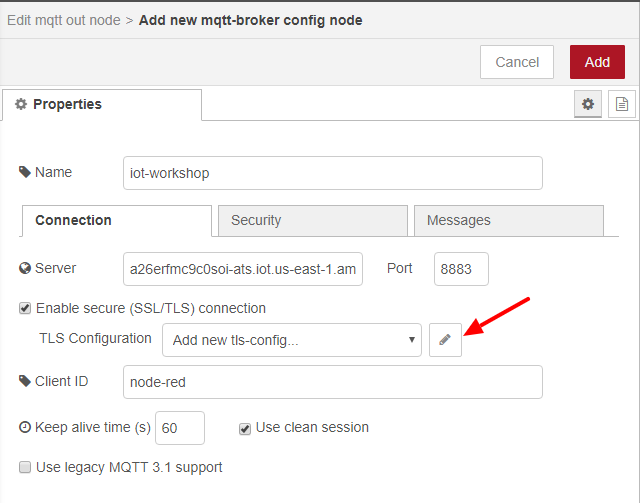 Edit mqtt out node > Add new mqtt-broker config node
Cancel Add
Properties
Name iot-workshop
Connection Security Messages
Server a26erfmc9c0soi-ats.iot.us-east-1.am Port 8883
Enable secure (SSL/TLS) connection
TLS Configuration Add new tls-config...
Client ID node-red
Keep alive time (s) 60 Use clean session
Use legacy MQTT 3.1 support